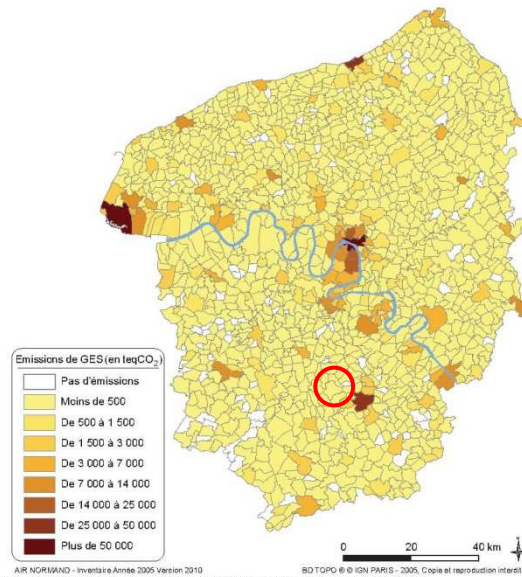 Emissions de GES (en teqCO2)
Pas d'émissions
Moins de 500
De 500 à 1 500
De 1 500 à 3 000
De 3 000 à 7 000
De 7 000 à 14 000
De 14 000 à 25 000
De 25 000 à 50 000
Plus de 50 000
0 20 40 km
AIR NORMAND - Inventaire Année 2005 Version 2010
BD TOPO ® © IGN PARIS - 2005, Copie et reproduction interdi